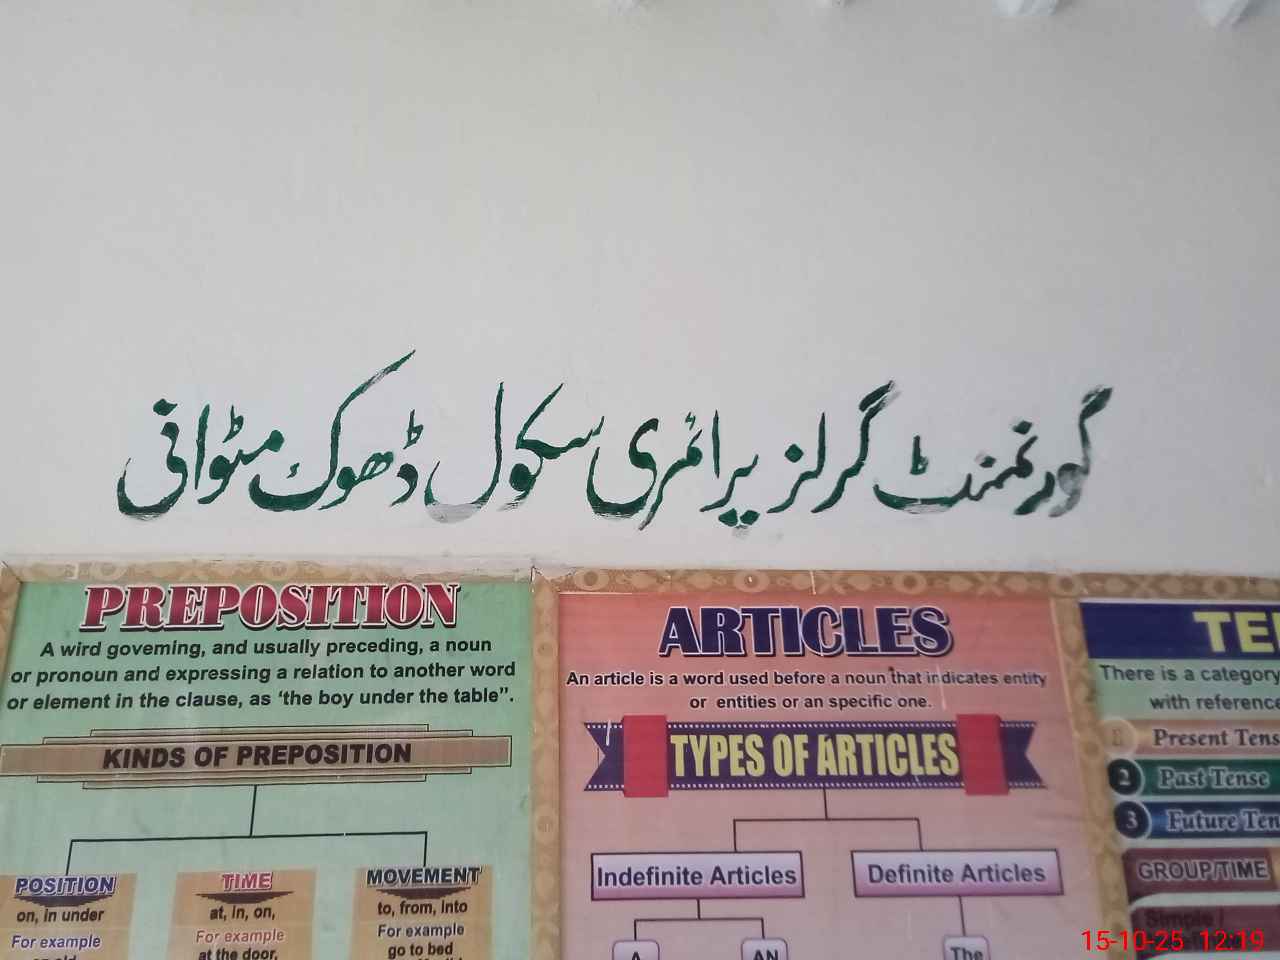 گورنمنٹ گرلز پرائمری سکول ڈھوک مٹوانی
PREPOSITION
A wird goveming, and usually preceding, a noun
or pronoun and expressing a relation to another word
or element in the clause, as ‘the boy under the table”.
KINDS OF PREPOSITION
POSITION
on, in under
For example
TIME
at, in, on,
For example
at the door,
MOVEMENT
to, from, into
For example
go to bed
ARTICLES
An article is a word used before a noun that indicates entity
or entities or an specific one.
TYPES OF ARTICLES
Indefinite Articles
A
AN
Definite Articles
The
There is a category
with reference
1 Present Tens
2 Past Tense
3 Future Ten
GROUP/TIME
Simple /
15-10-25 12:19